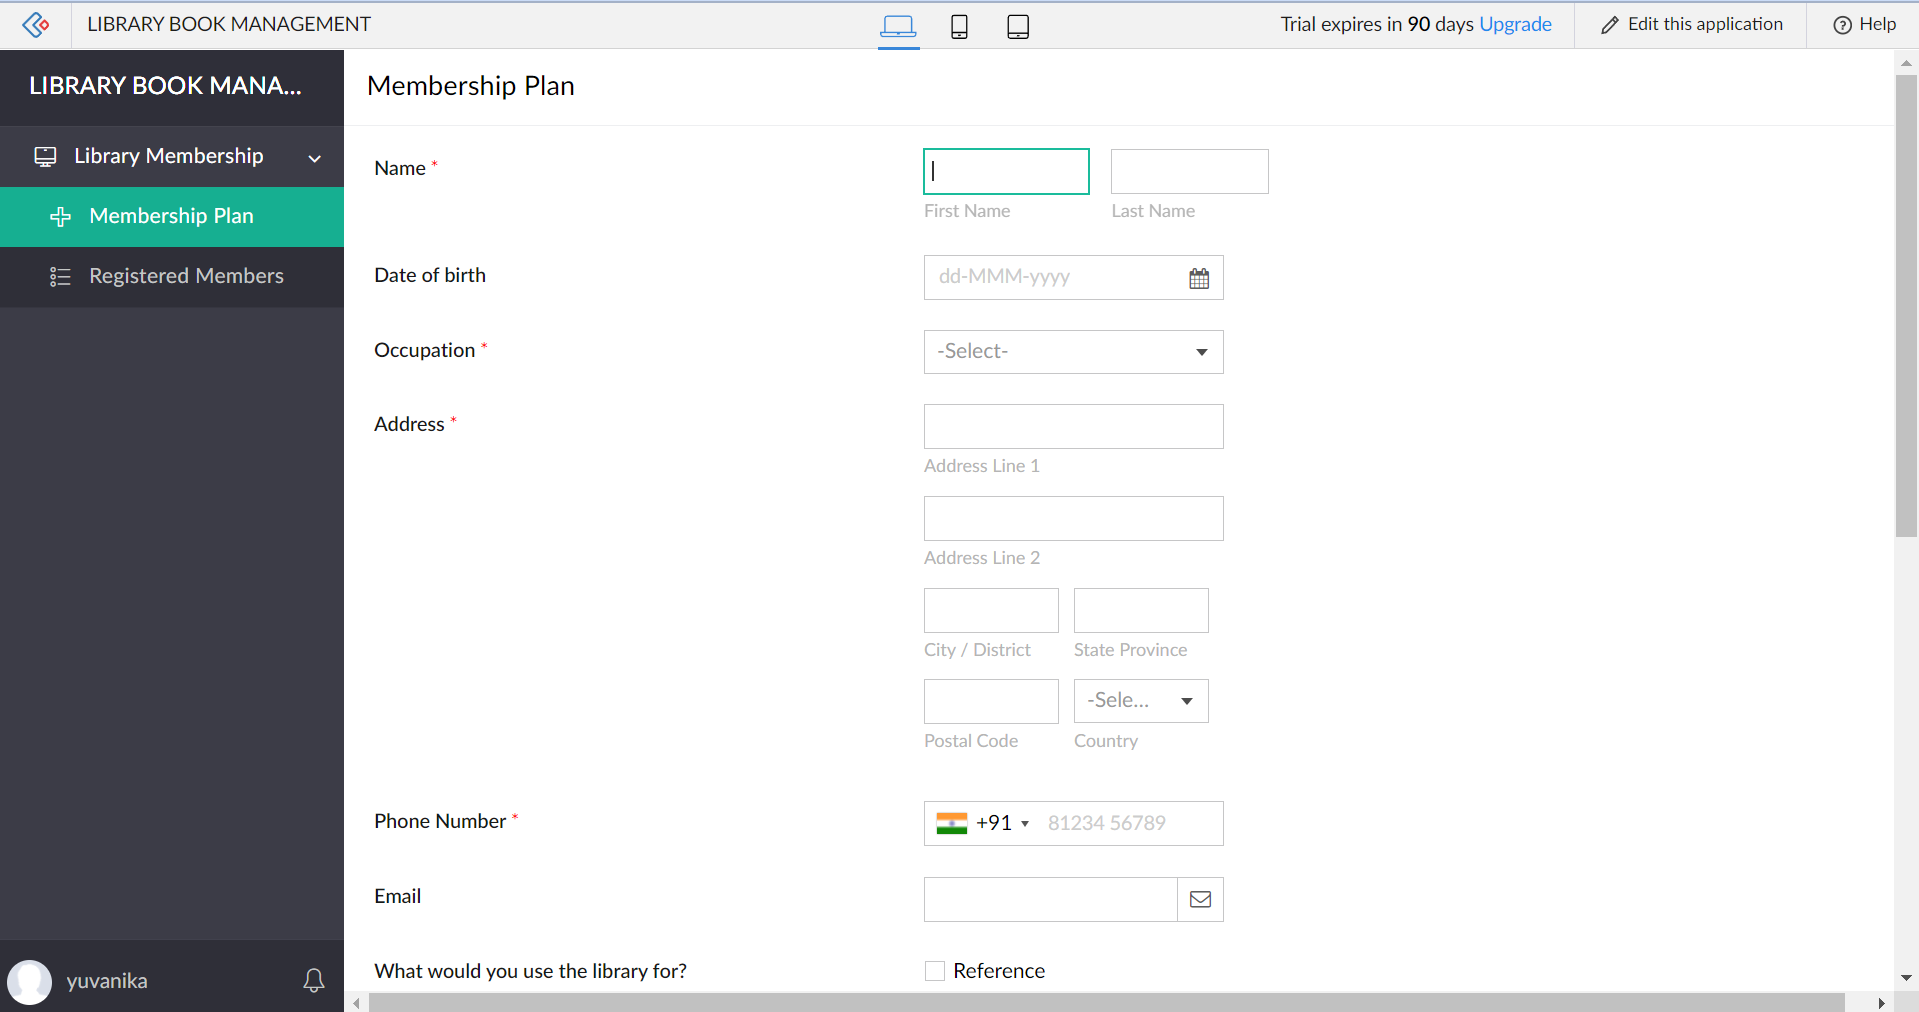 LIBRARY BOOK MANAGEMENT
Trial expires in 90 days Upgrade
Edit this application
Help
LIBRARY BOOK MANA...
Library Membership
Membership Plan
Registered Members
yuvanika
Membership Plan
Name *
First Name
Last Name
Date of birth
dd-MMM-yyyy
Occupation *
-Select-
Address *
Address Line 1
Address Line 2
City / District
State Province
-Sele...
Postal Code
Country
Phone Number *
+91
81234 56789
Email
What would you use the library for?
Reference